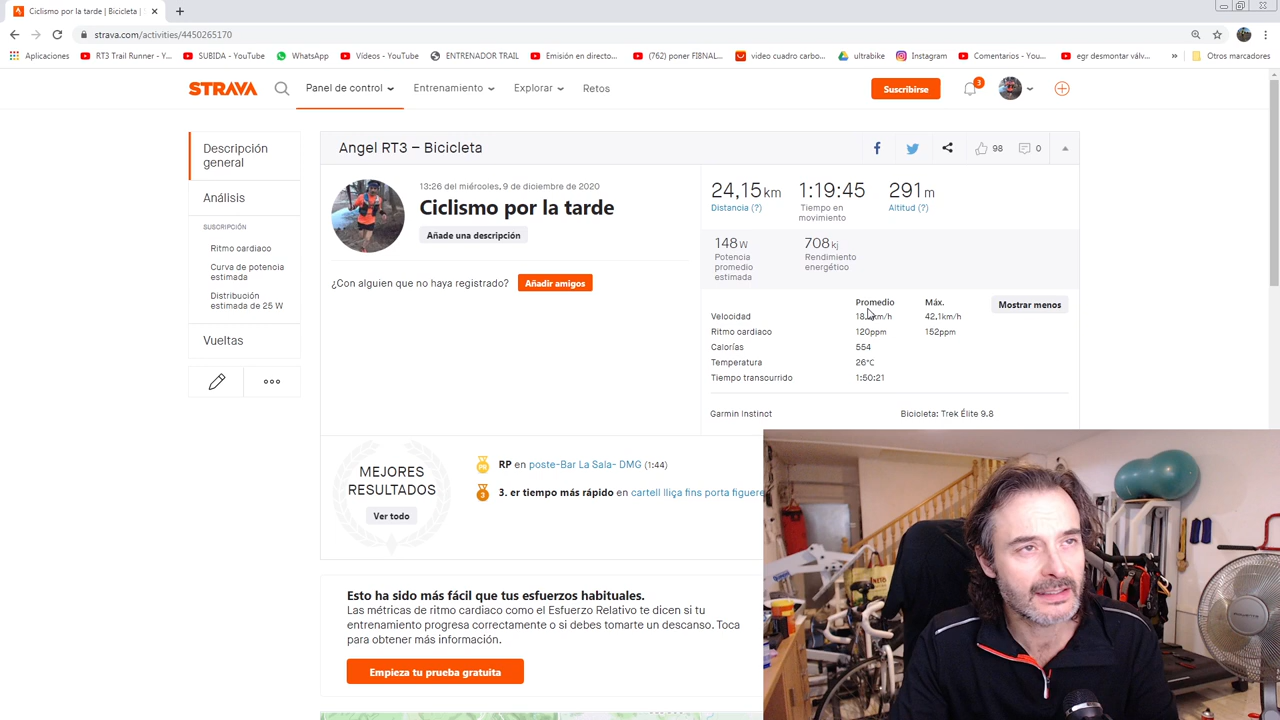 Ciclismo por la tarde | Bicicleta |
strava.com/activities/4450265170
Aplicaciones
RT3 Trail Runner - Y...
SUBIDA - YouTube
WhatsApp
Vídeos - YouTube
ENTRENADOR TRAIL
Emisión en directo...
(762) poner FI8NAL...
video cuadro carbo...
ultrabike
Instagram
Comentarios - You...
egr desmontar válv...
»
Otros marcadores
STRAVA
Panel de control
Entrenamiento
Explorar
Retos
Suscribirse
3
Descripción
general
Análisis
SUSCRIPCIÓN
Ritmo cardiaco
Curva de potencia
estimada
Distribución
estimada de 25 W
Vueltas
Angel RT3 – Bicicleta
98
0
13:26 del miércoles, 9 de diciembre de 2020
Ciclismo por la tarde
Añade una descripción
¿Con alguien que no haya registrado?
Añadir amigos
24,15km
Distancia (?)
1:19:45
Tiempo en
movimiento
291m
Altitud (?)
148W
Potencia
promedio
estimada
708kj
Rendimiento
energético
Promedio
Máx.
Mostrar menos
Velocidad
42,1km/h
Ritmo cardiaco
120ppm
152ppm
Calorías
554
Temperatura
26℃
Tiempo transcurrido
1:50:21
Garmin Instinct
Bicicleta: Trek Élite 9.8
MEJORES
RESULTADOS
Ver todo
RP en poste-Bar La Sala- DMG (1:44)
3. er tiempo más rápido en cartell lliça fins porta figuere
Esto ha sido más fácil que tus esfuerzos habituales.
Las métricas de ritmo cardiaco como el Esfuerzo Relativo te dicen si tu
entrenamiento progresa correctamente o si debes tomarte un descanso. Toca
para obtener más información.
Empieza tu prueba gratuita